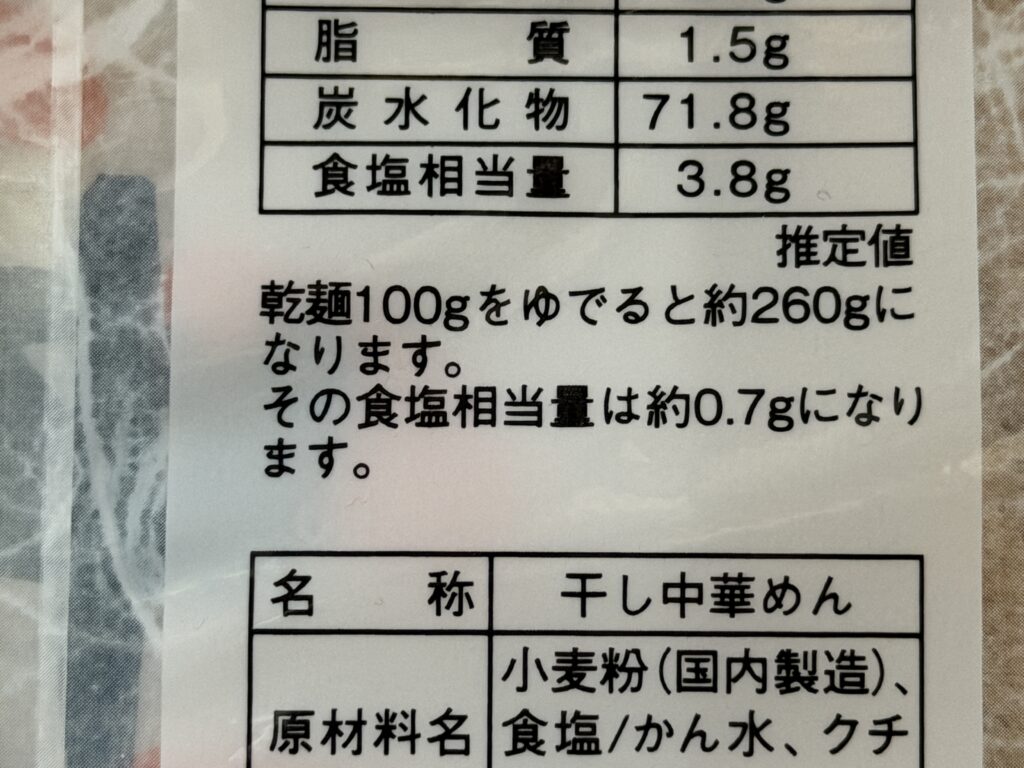 脂質 1.5g
炭水化物 71.8g
食塩相当量 3.8g
推定値
乾麺100gをゆでると約260gに
なります。
その食塩相当量は約0.7gになり
ます。
名称 干し中華めん
原材料名 小麦粉(国内製造)、
食塩/かん水、クチ